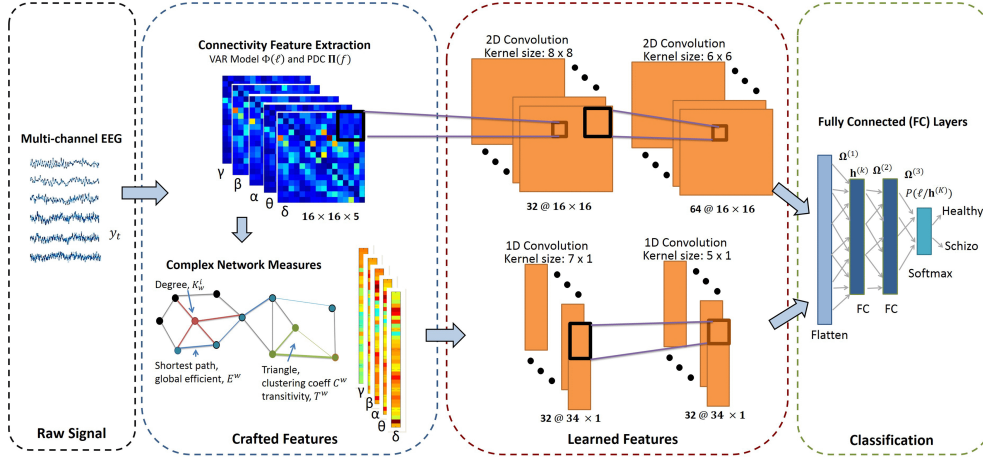 Multi-channel EEG
y_t
Raw Signal
Connectivity Feature Extraction
VAR Model Φ(ℓ) and PDC Π(f)
γ
β
α
θ
δ
16 × 16 × 5
Complex Network Measures
Degree, K_w^i
Shortest path,
global efficient, E^w
Triangle,
clustering coeff C^w
transitivity, T^w
γ
β
α
θ
δ
Crafted Features
2D Convolution
Kernel size: 8 x 8
32 @ 16 × 16
2D Convolution
Kernel size: 6 x 6
64 @ 16 × 16
1D Convolution
Kernel size: 7 x 1
32 @ 34 × 1
1D Convolution
Kernel size: 5 x 1
32 @ 34 × 1
Learned Features
Fully Connected (FC) Layers
Ω^(1)
h^(k)
Ω^(2)
Ω^(3)
P(ℓ/h^(K))
Healthy
Schizo
Softmax
FC
FC
Flatten
Classification